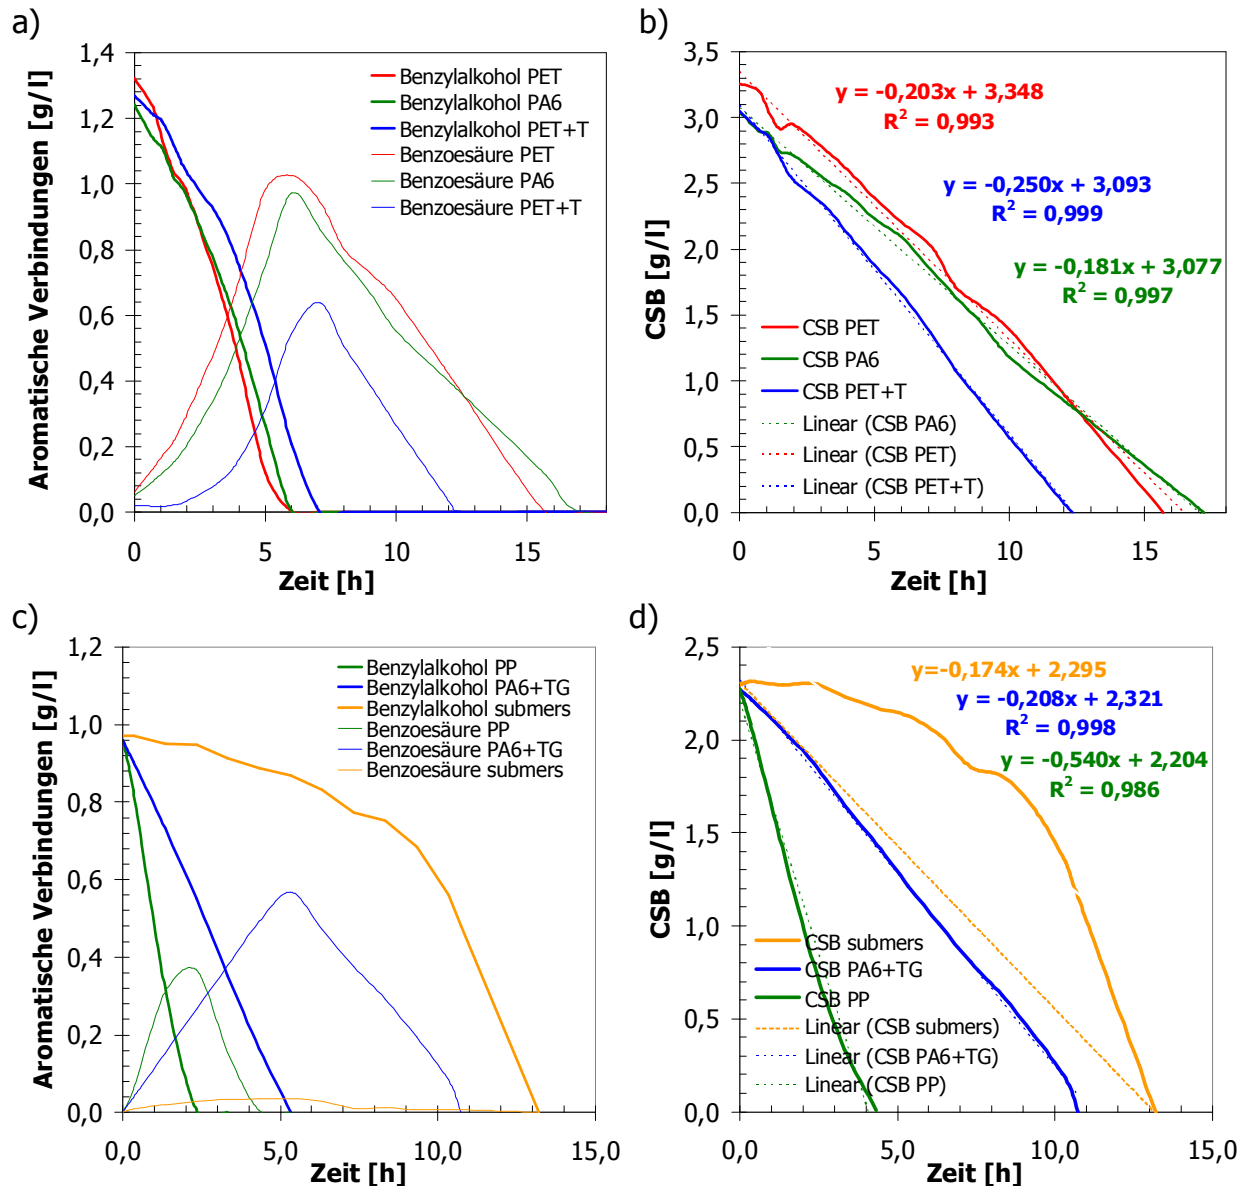 a)
Aromatische Verbindungen [g/l]
1,4
1,2
1,0
0,8
0,6
0,4
0,2
0,0
Benzylalkohol PET
Benzylalkohol PA6
Benzylalkohol PET+T
Benzoesäure PET
Benzoesäure PA6
Benzoesäure PET+T
0
5
10
15
Zeit [h]
b)
CSB [g/l]
3,5
3,0
2,5
2,0
1,5
1,0
0,5
0,0
y = -0,203x + 3,348
R² = 0,993
y = -0,250x + 3,093
R² = 0,999
y = -0,181x + 3,077
R² = 0,997
CSB PET
CSB PA6
CSB PET+T
Linear (CSB PA6)
Linear (CSB PET)
Linear (CSB PET+T)
0
5
10
15
Zeit [h]
c)
Aromatische Verbindungen [g/l]
1,2
1,0
0,8
0,6
0,4
0,2
0,0
Benzylalkohol PP
Benzylalkohol PA6+TG
Benzylalkohol submers
Benzoesäure PP
Benzoesäure PA6+TG
Benzoesäure submers
0,0
5,0
10,0
15,0
Zeit [h]
d)
CSB [g/l]
2,5
2,0
1,5
1,0
0,5
0,0
y=-0,174x + 2,295
y = -0,208x + 2,321
R² = 0,998
y = -0,540x + 2,204
R² = 0,986
CSB submers
CSB PA6+TG
CSB PP
Linear (CSB submers)
Linear (CSB PA6+TG)
Linear (CSB PP)
0,0
5,0
10,0
15,0
Zeit [h]